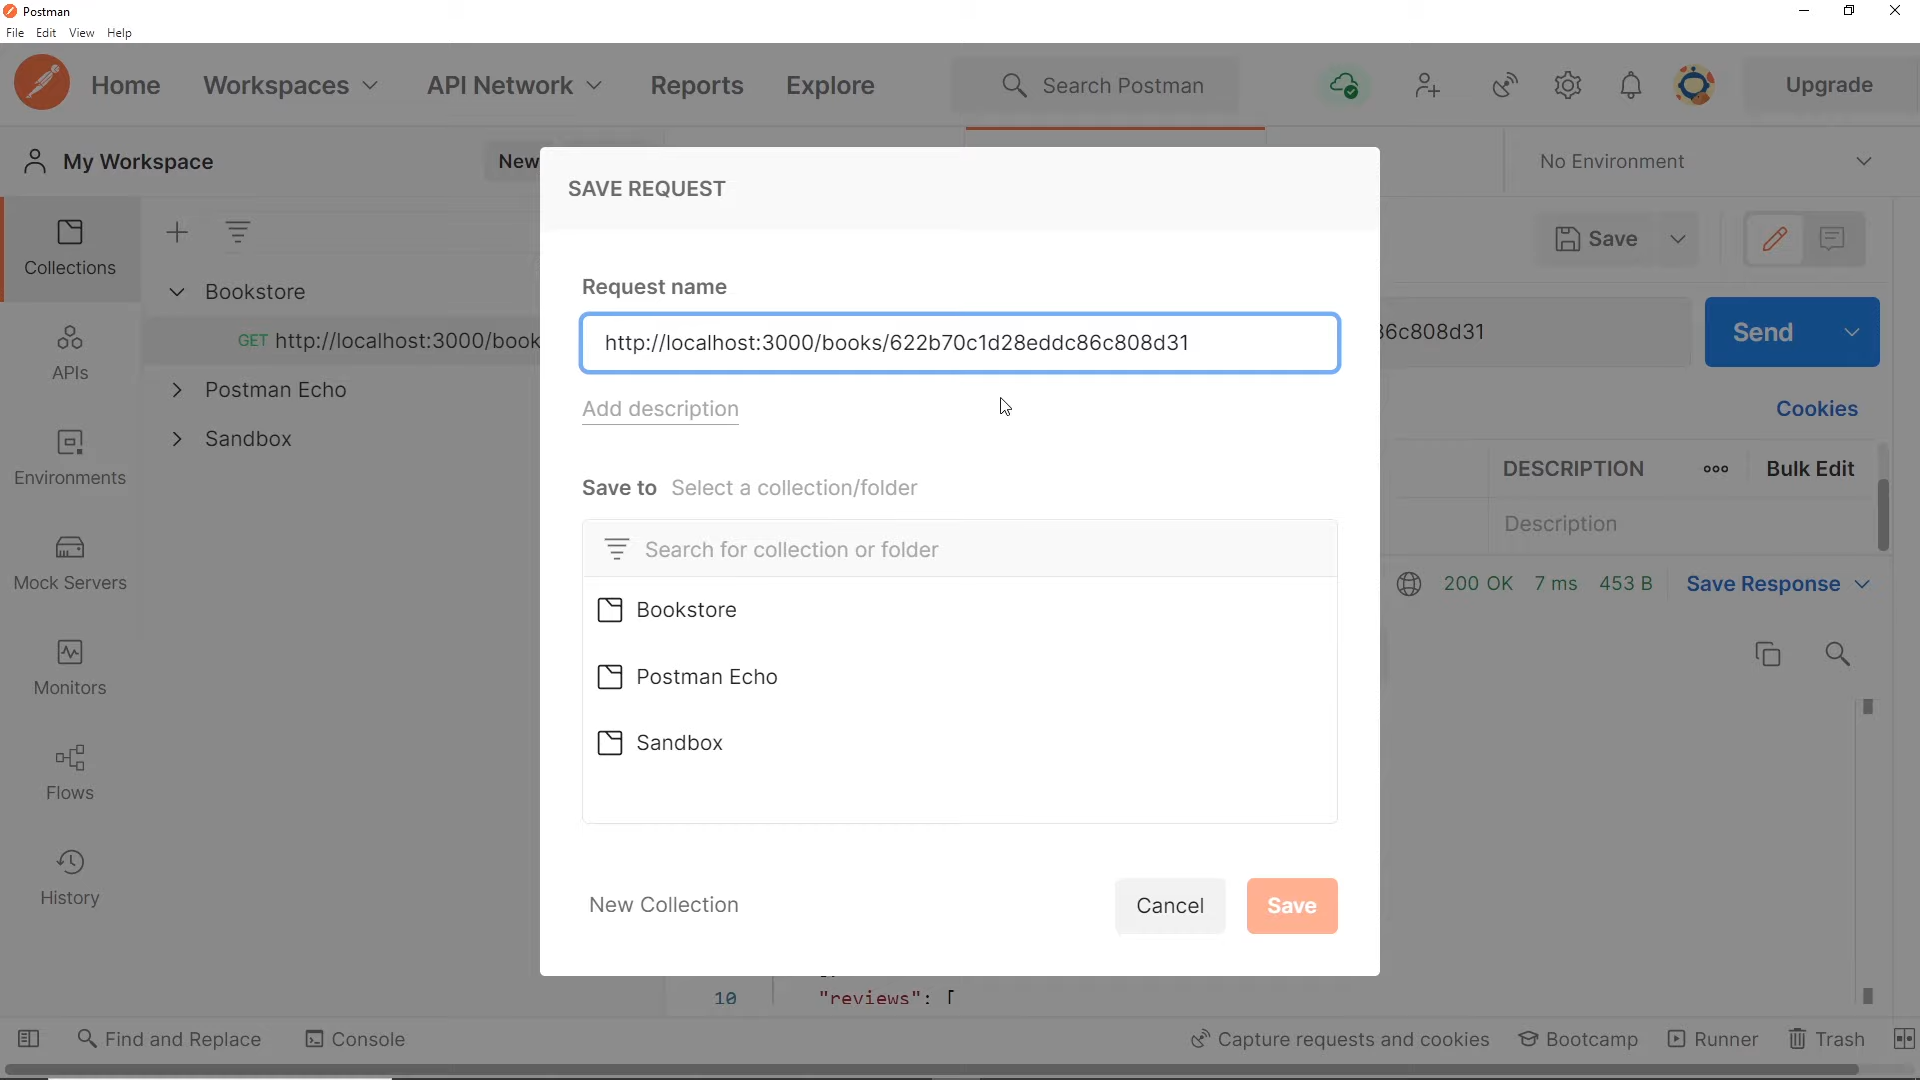 Postman
File Edit View Help
Home Workspaces API Network Reports Explore Search Postman Upgrade
My Workspace New No Environment
SAVE REQUEST
Collections
Save
Request name
Bookstore
GET http://localhost:3000/book
http://localhost:3000/books/622b70c1d28eddc86c808d31
36c808d31 Send
APIs
Postman Echo
Add description
Cookies
Sandbox
Environments
Save to Select a collection/folder
DESCRIPTION ooo Bulk Edit
Description
Search for collection or folder
Mock Servers
200 OK 7 ms 453 B Save Response
Bookstore
Postman Echo
Monitors
Sandbox
Flows
History
New Collection Cancel Save
10 "reviews": [
Find and Replace Console Capture requests and cookies Bootcamp Runner Trash